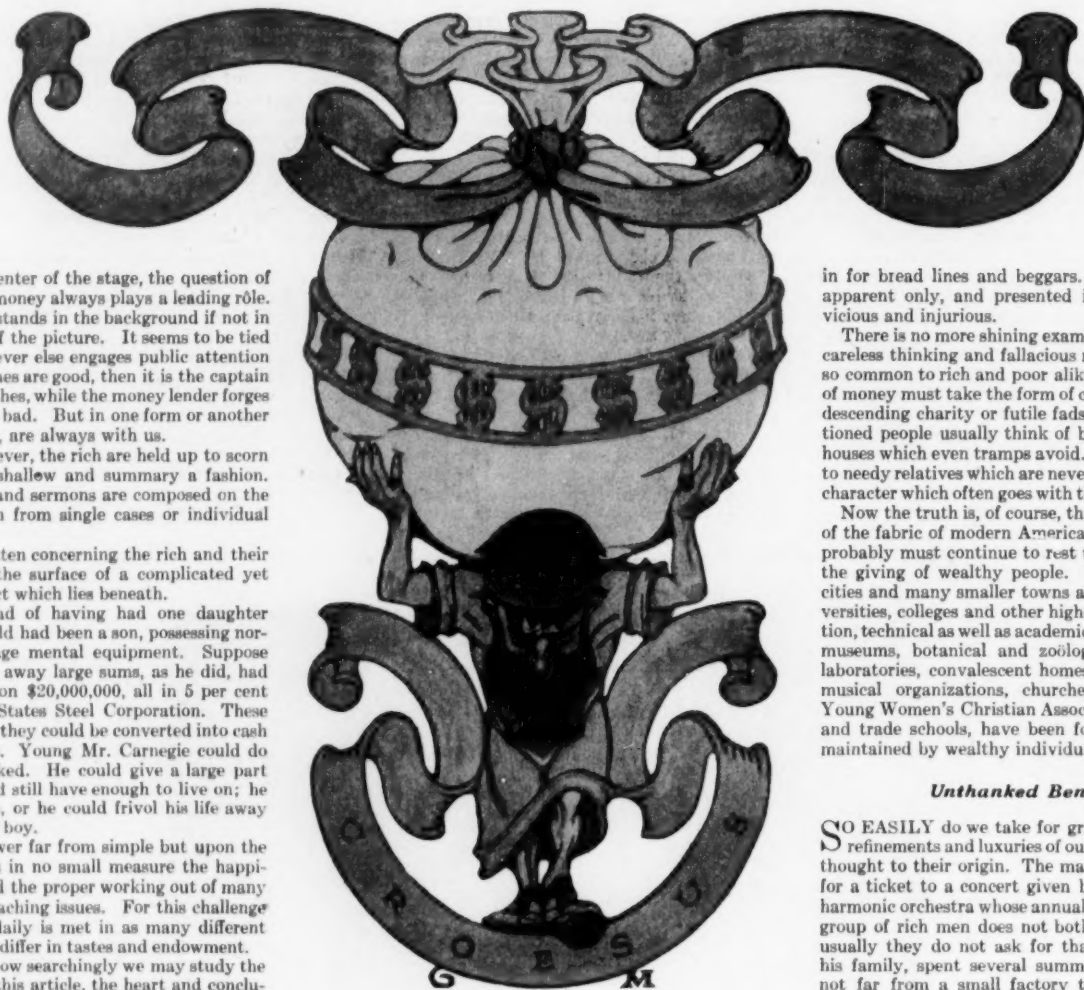 enter of the stage, the question of
money always plays a leading rôle.
stands in the background if not in
f the picture. It seems to be tied
ver else engages public attention
nes are good, then it is the captain
hes, while the money lender forges
bad. But in one form or another
, are always with us.
ever, the rich are held up to scorn
shallow and summary a fashion.
and sermons are composed on the
n from single cases or individual
tten concerning the rich and their
the surface of a complicated yet
ct which lies beneath.
ad of having had one daughter
ld had been a son, possessing nor-
ge mental equipment. Suppose
away large sums, as he did, had
on $20,000,000, all in 5 per cent
States Steel Corporation. These
they could be converted into cash
. Young Mr. Carnegie could do
ked. He could give a large part
d still have enough to live on; he
, or he could frivol his life away
boy.
wer far from simple but upon the
in no small measure the happi-
d the proper working out of many
aching issues. For this challenge
daily is met in as many different
differ in tastes and endowment.
ow searchingly we may study the
this article, the heart and conclu-
$ $ $ $ $ $ $
CROESUS
G M
in for bread lines and beggars.
apparent only, and presented i
vicious and injurious.
There is no more shining exam
careless thinking and fallacious r
so common to rich and poor alik
of money must take the form of c
descending charity or futile fads
tioned people usually think of b
houses which even tramps avoid.
to needy relatives which are neve
character which often goes with t
Now the truth is, of course, th
of the fabric of modern America
probably must continue to rest
the giving of wealthy people.
cities and many smaller towns a
versities, colleges and other high
tion, technical as well as academic
museums, botanical and zoölog
laboratories, convalescent homes
musical organizations, churche
Young Women's Christian Assoc
and trade schools, have been fo
maintained by wealthy individu
Unthanked Ben
SO EASILY do we take for gr
refinements and luxuries of ou
thought to their origin. The ma
for a ticket to a concert given b
harmonic orchestra whose annual
group of rich men does not both
usually they do not ask for tha
his family, spent several summ
not far from a small factory t